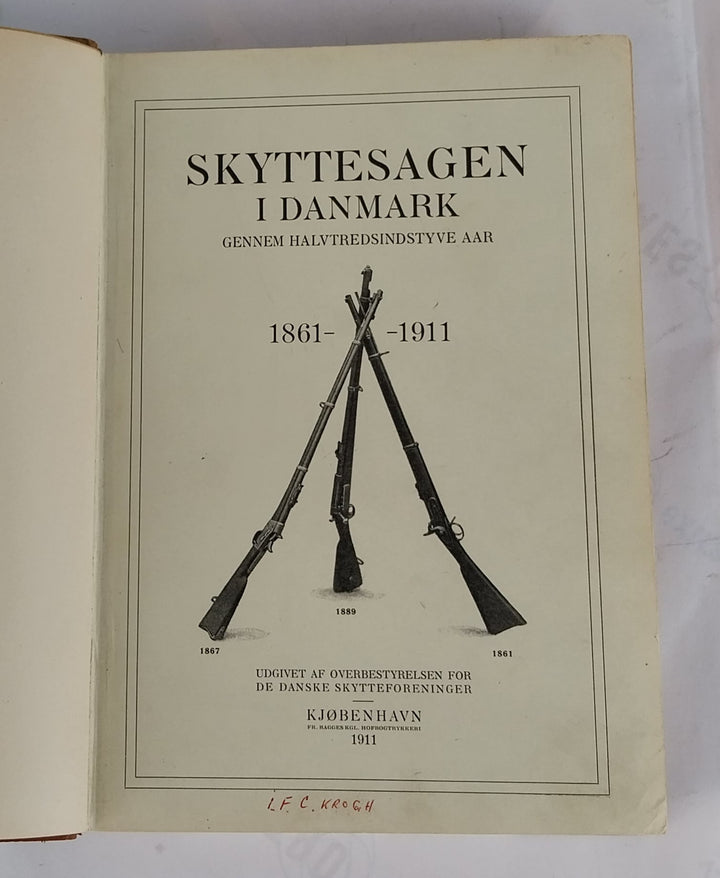 SKYTTESAGEN
I DANMARK
GENNEM HALVTREDSINDSTYVE AAR
1861– –1911
1889
1867 1861
UDGIVET AF OVERBESTYRELSEN FOR
DE DANSKE SKYTTEFORENINGER
KJØBENHAVN
FR. BAGGES KGL. HOFBOGTRYKKERI
1911
I. F. C. KROGH